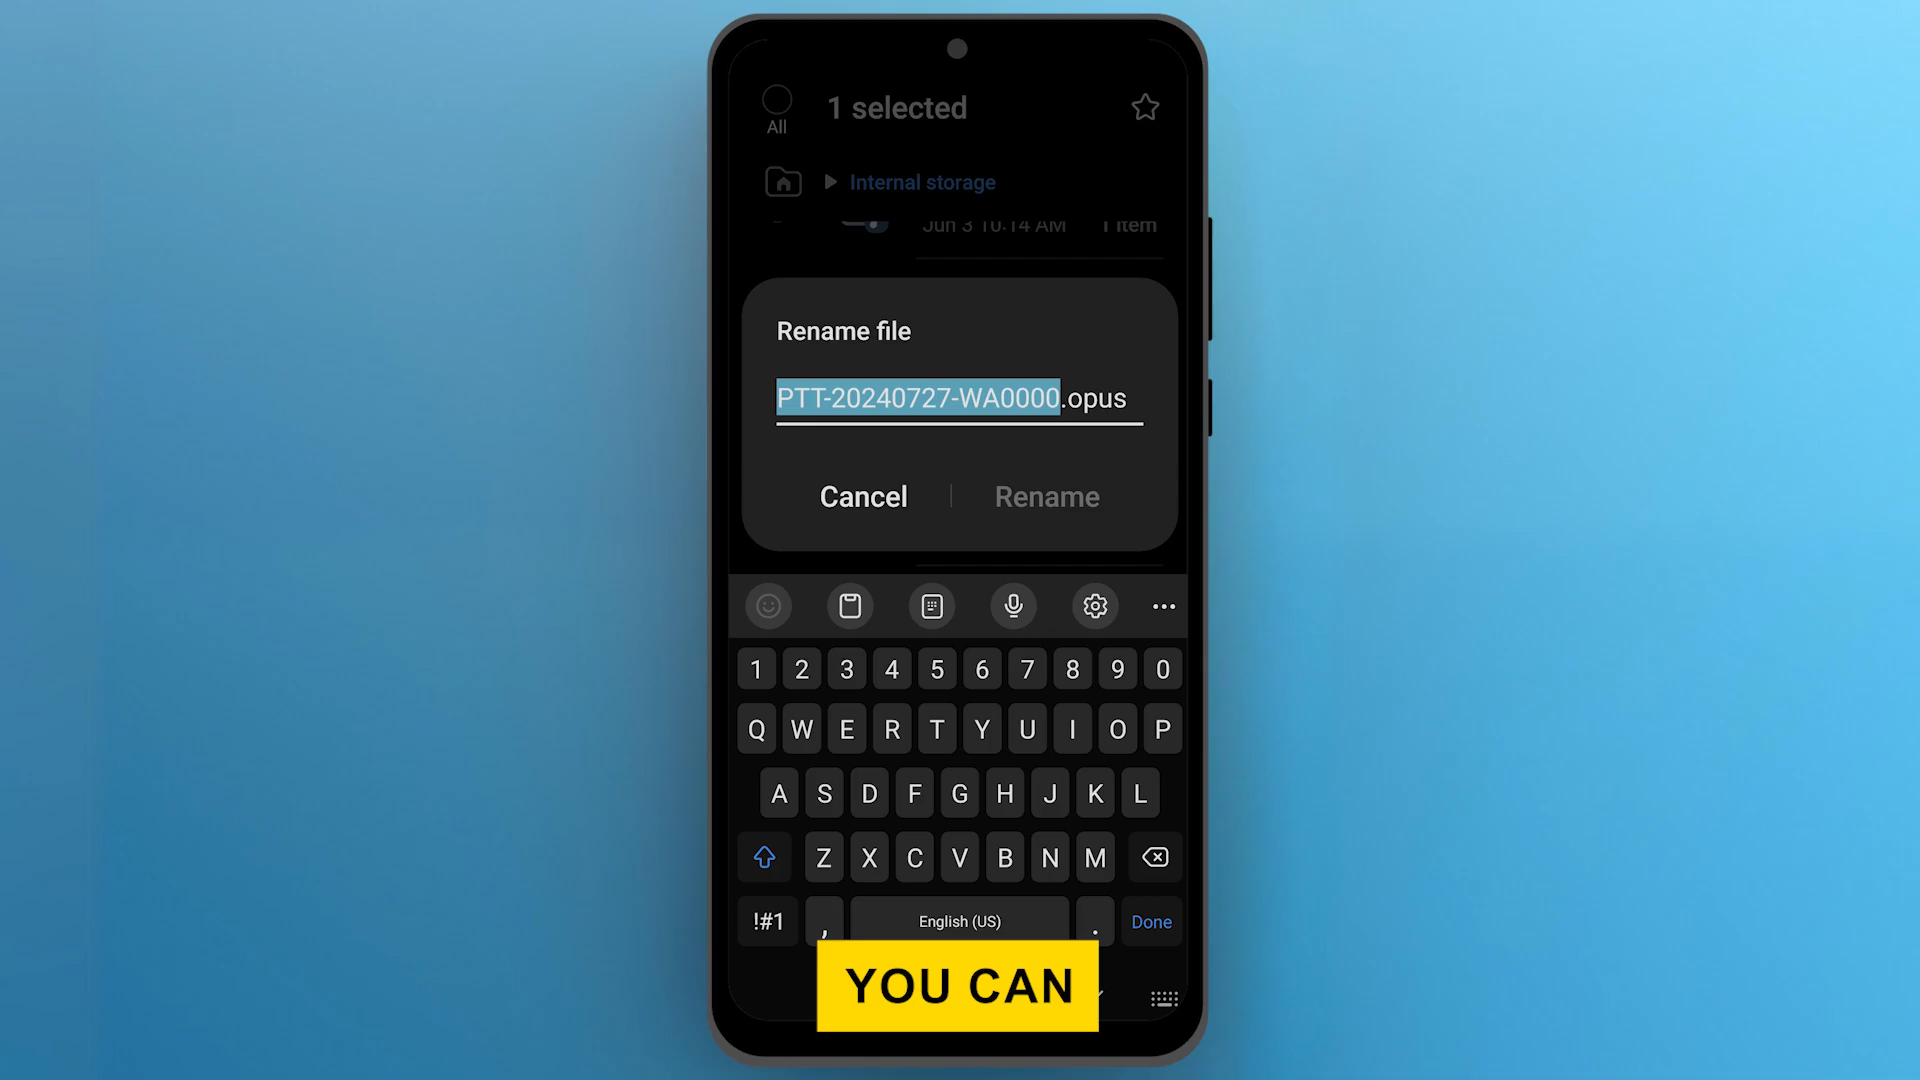 1 selected
All
Internal storage
Jun 3 10:14 AM 1 item
Rename file
PTT-20240727-WA0000.opus
Cancel Rename
1 2 3 4 5 6 7 8 9 0
Q W E R T Y U I O P
A S D F G H J K L
Z X C V B N M
!#1 , English (US) . Done
YOU CAN